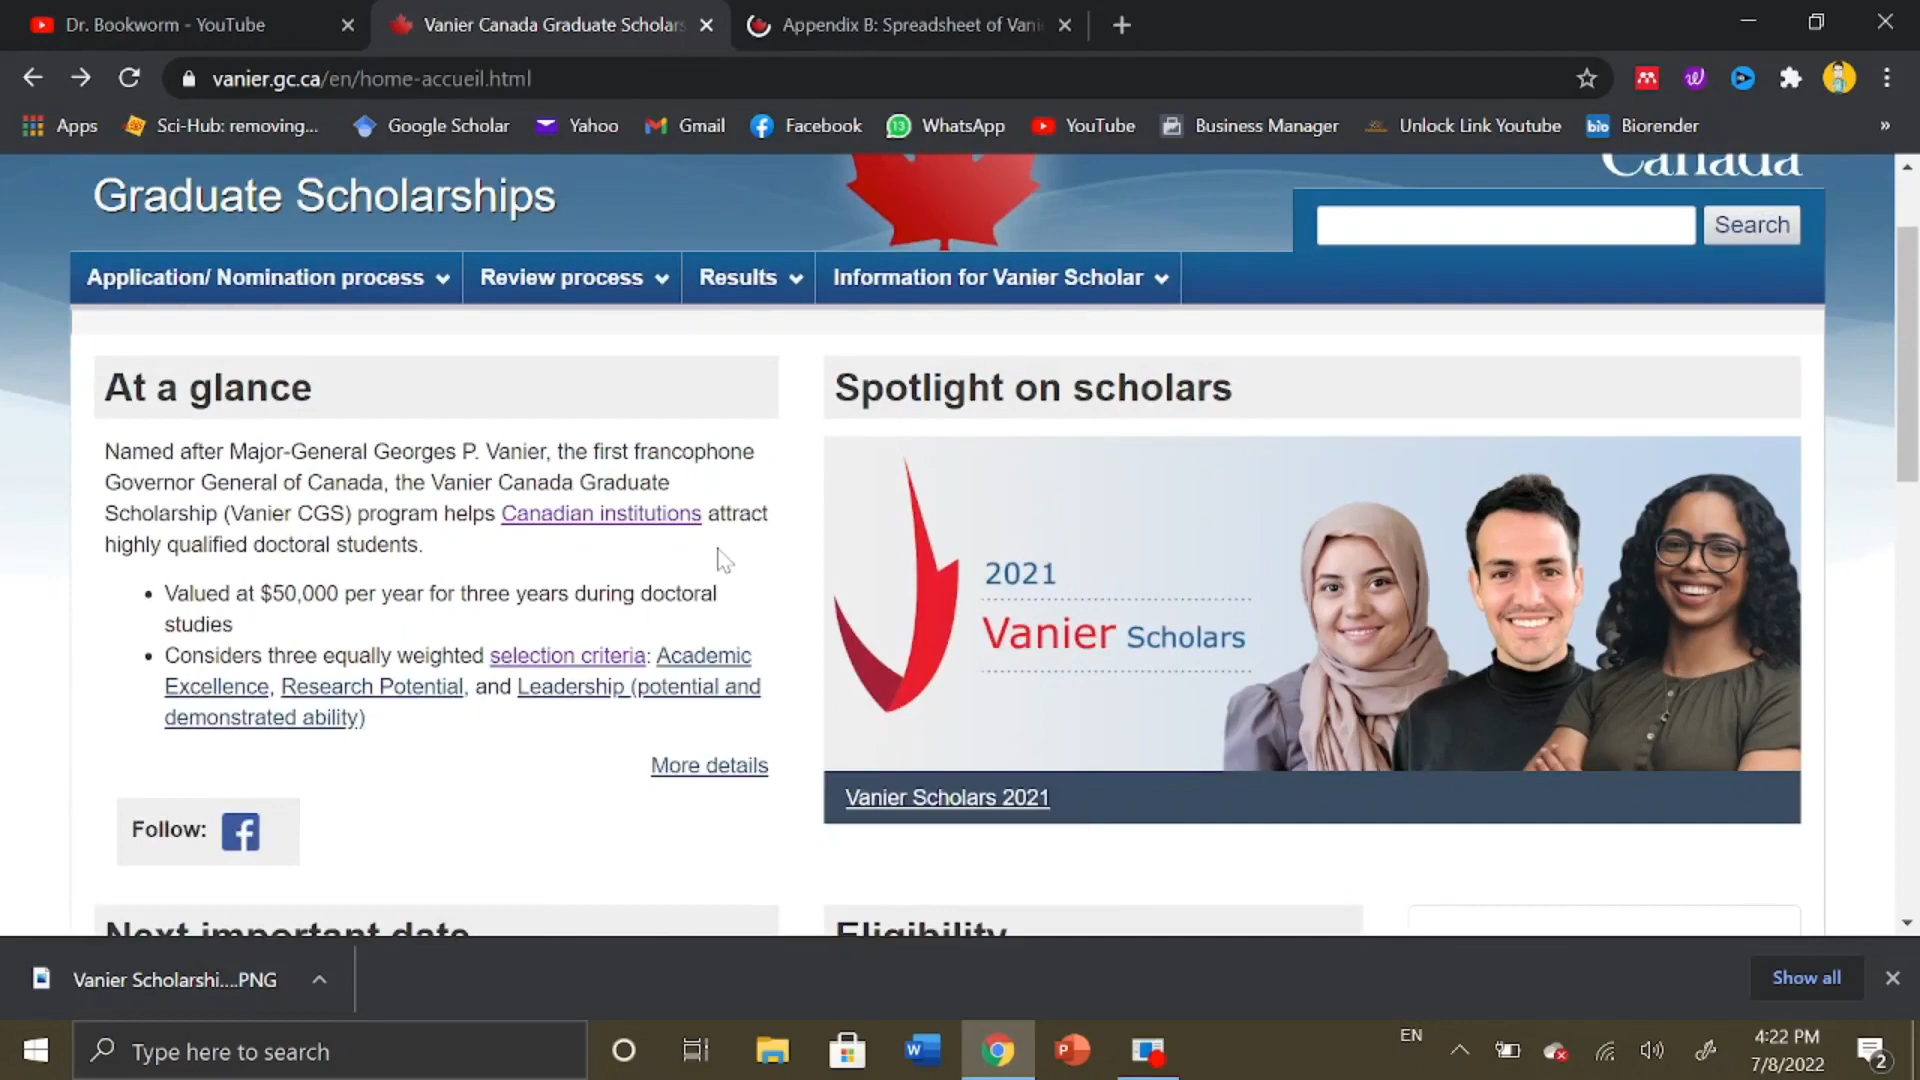 Dr. Bookworm - YouTube
Vanier Canada Graduate Scholars
Appendix B: Spreadsheet of Vani
vanier.gc.ca/en/home-accueil.html
Apps
Sci-Hub: removing...
Google Scholar
Yahoo
Gmail
Facebook
13
WhatsApp
YouTube
Business Manager
Unlock Link Youtube
bio
Biorender
»
Canada
Graduate Scholarships
Search
Application/ Nomination process
Review process
Results
Information for Vanier Scholar
At a glance
Named after Major-General Georges P. Vanier, the first francophone
Governor General of Canada, the Vanier Canada Graduate
Scholarship (Vanier CGS) program helps Canadian institutions attract
highly qualified doctoral students.
• Valued at $50,000 per year for three years during doctoral
studies
• Considers three equally weighted selection criteria: Academic
Excellence, Research Potential, and Leadership (potential and
demonstrated ability)
More details
Follow:
Spotlight on scholars
2021
Vanier Scholars
Vanier Scholars 2021
Next important date
Eligibility
Vanier Scholarshi....PNG
Show all
Type here to search
EN
4:22 PM
7/8/2022
2